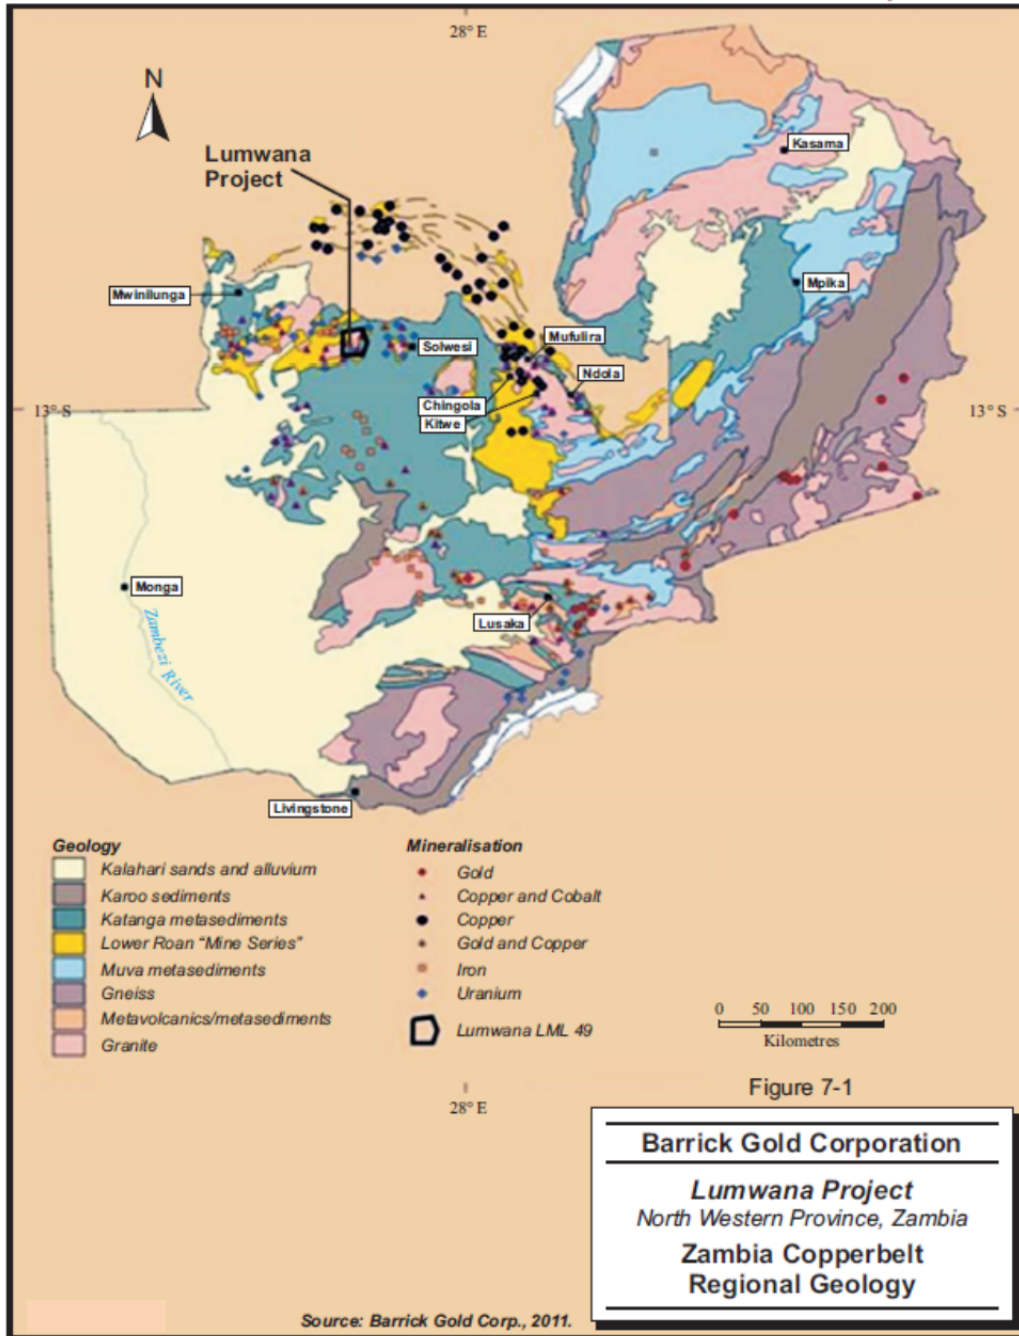 28° E
N
Lumwana
Project
Kasama
Mwinilunga
Mpika
Solwesi
Mufulira
Ndola
Chingola
Kitwe
13° S
13° S
Monga
Zambezi River
Lusaka
Livingstone
Geology
Kalahari sands and alluvium
Karoo sediments
Katanga metasediments
Lower Roan “Mine Series”
Muva metasediments
Gneiss
Metavolcanics/metasediments
Granite
Mineralisation
Gold
Copper and Cobalt
Copper
Gold and Copper
Iron
Uranium
Lumwana LML 49
0 50 100 150 200
Kilometres
28° E
Figure 7-1
Barrick Gold Corporation
Lumwana Project
North Western Province, Zambia
Zambia Copperbelt
Regional Geology
Source: Barrick Gold Corp., 2011.